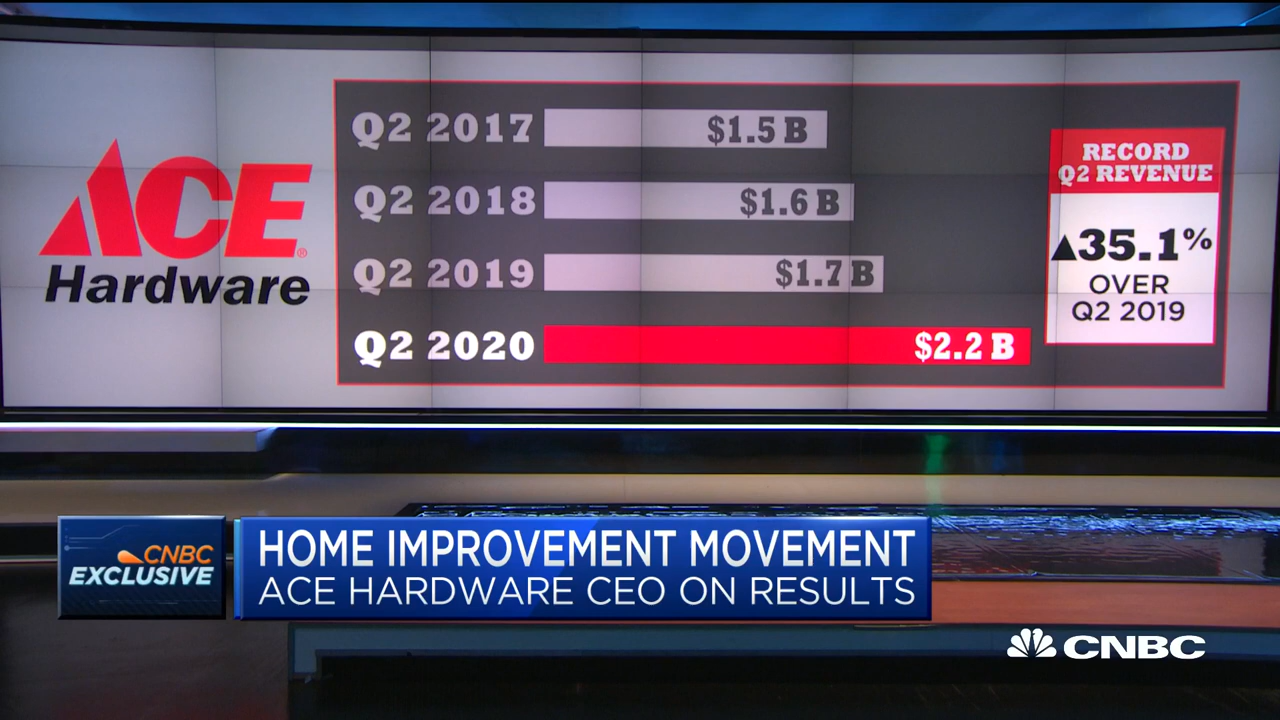 ACE®
Hardware
Q2 2017 $1.5 B
Q2 2018 $1.6 B
Q2 2019 $1.7 B
Q2 2020 $2.2 B
RECORD
Q2 REVENUE
▲35.1%
OVER
Q2 2019
CNBC
EXCLUSIVE
HOME IMPROVEMENT MOVEMENT
ACE HARDWARE CEO ON RESULTS
CNBC